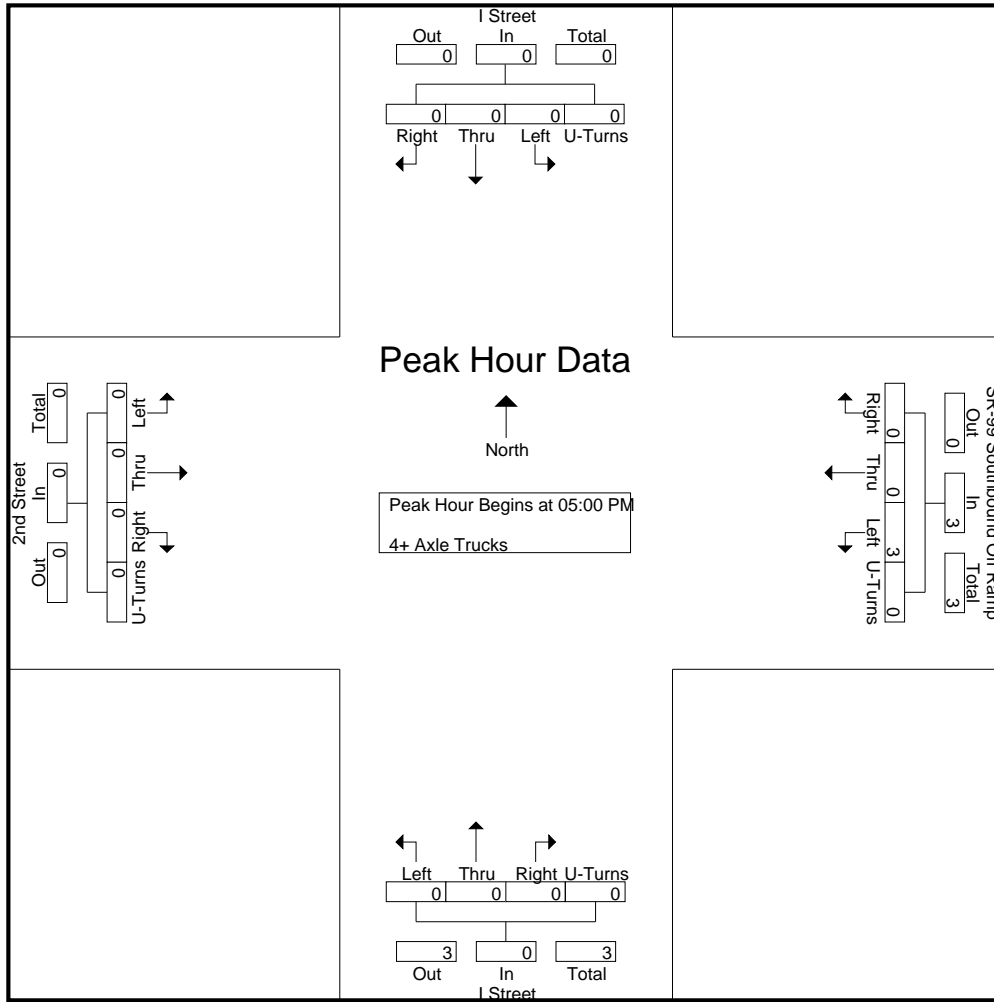 I Street
Out In Total
0 0 0
0 0 0 0
Right Thru Left U-Turns
Peak Hour Data
North
Peak Hour Begins at 05:00 PM
4+ Axle Trucks
2nd Street
Out In Total
0 0 0
0 0 0 0
U-Turns Right Thru Left
Out In Total
0 3 3
0 0 3 0
Right Thru Left U-Turns
Left Thru Right U-Turns
0 0 0 0
3 0 3
Out In Total
I Street